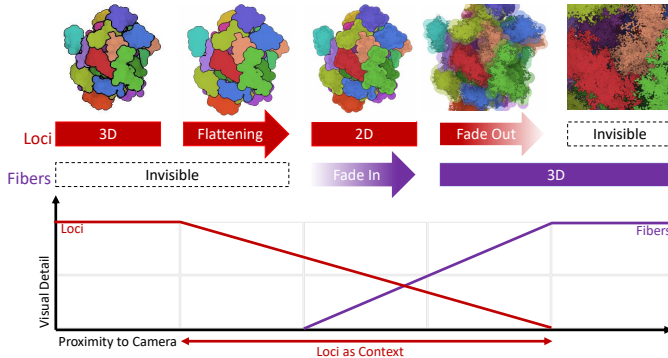 Loci
3D
Flattening
2D
Fade Out
Invisible
Fibers
Invisible
Fade In
3D
Visual Detail
Loci
Fibers
Proximity to Camera
Loci as Context